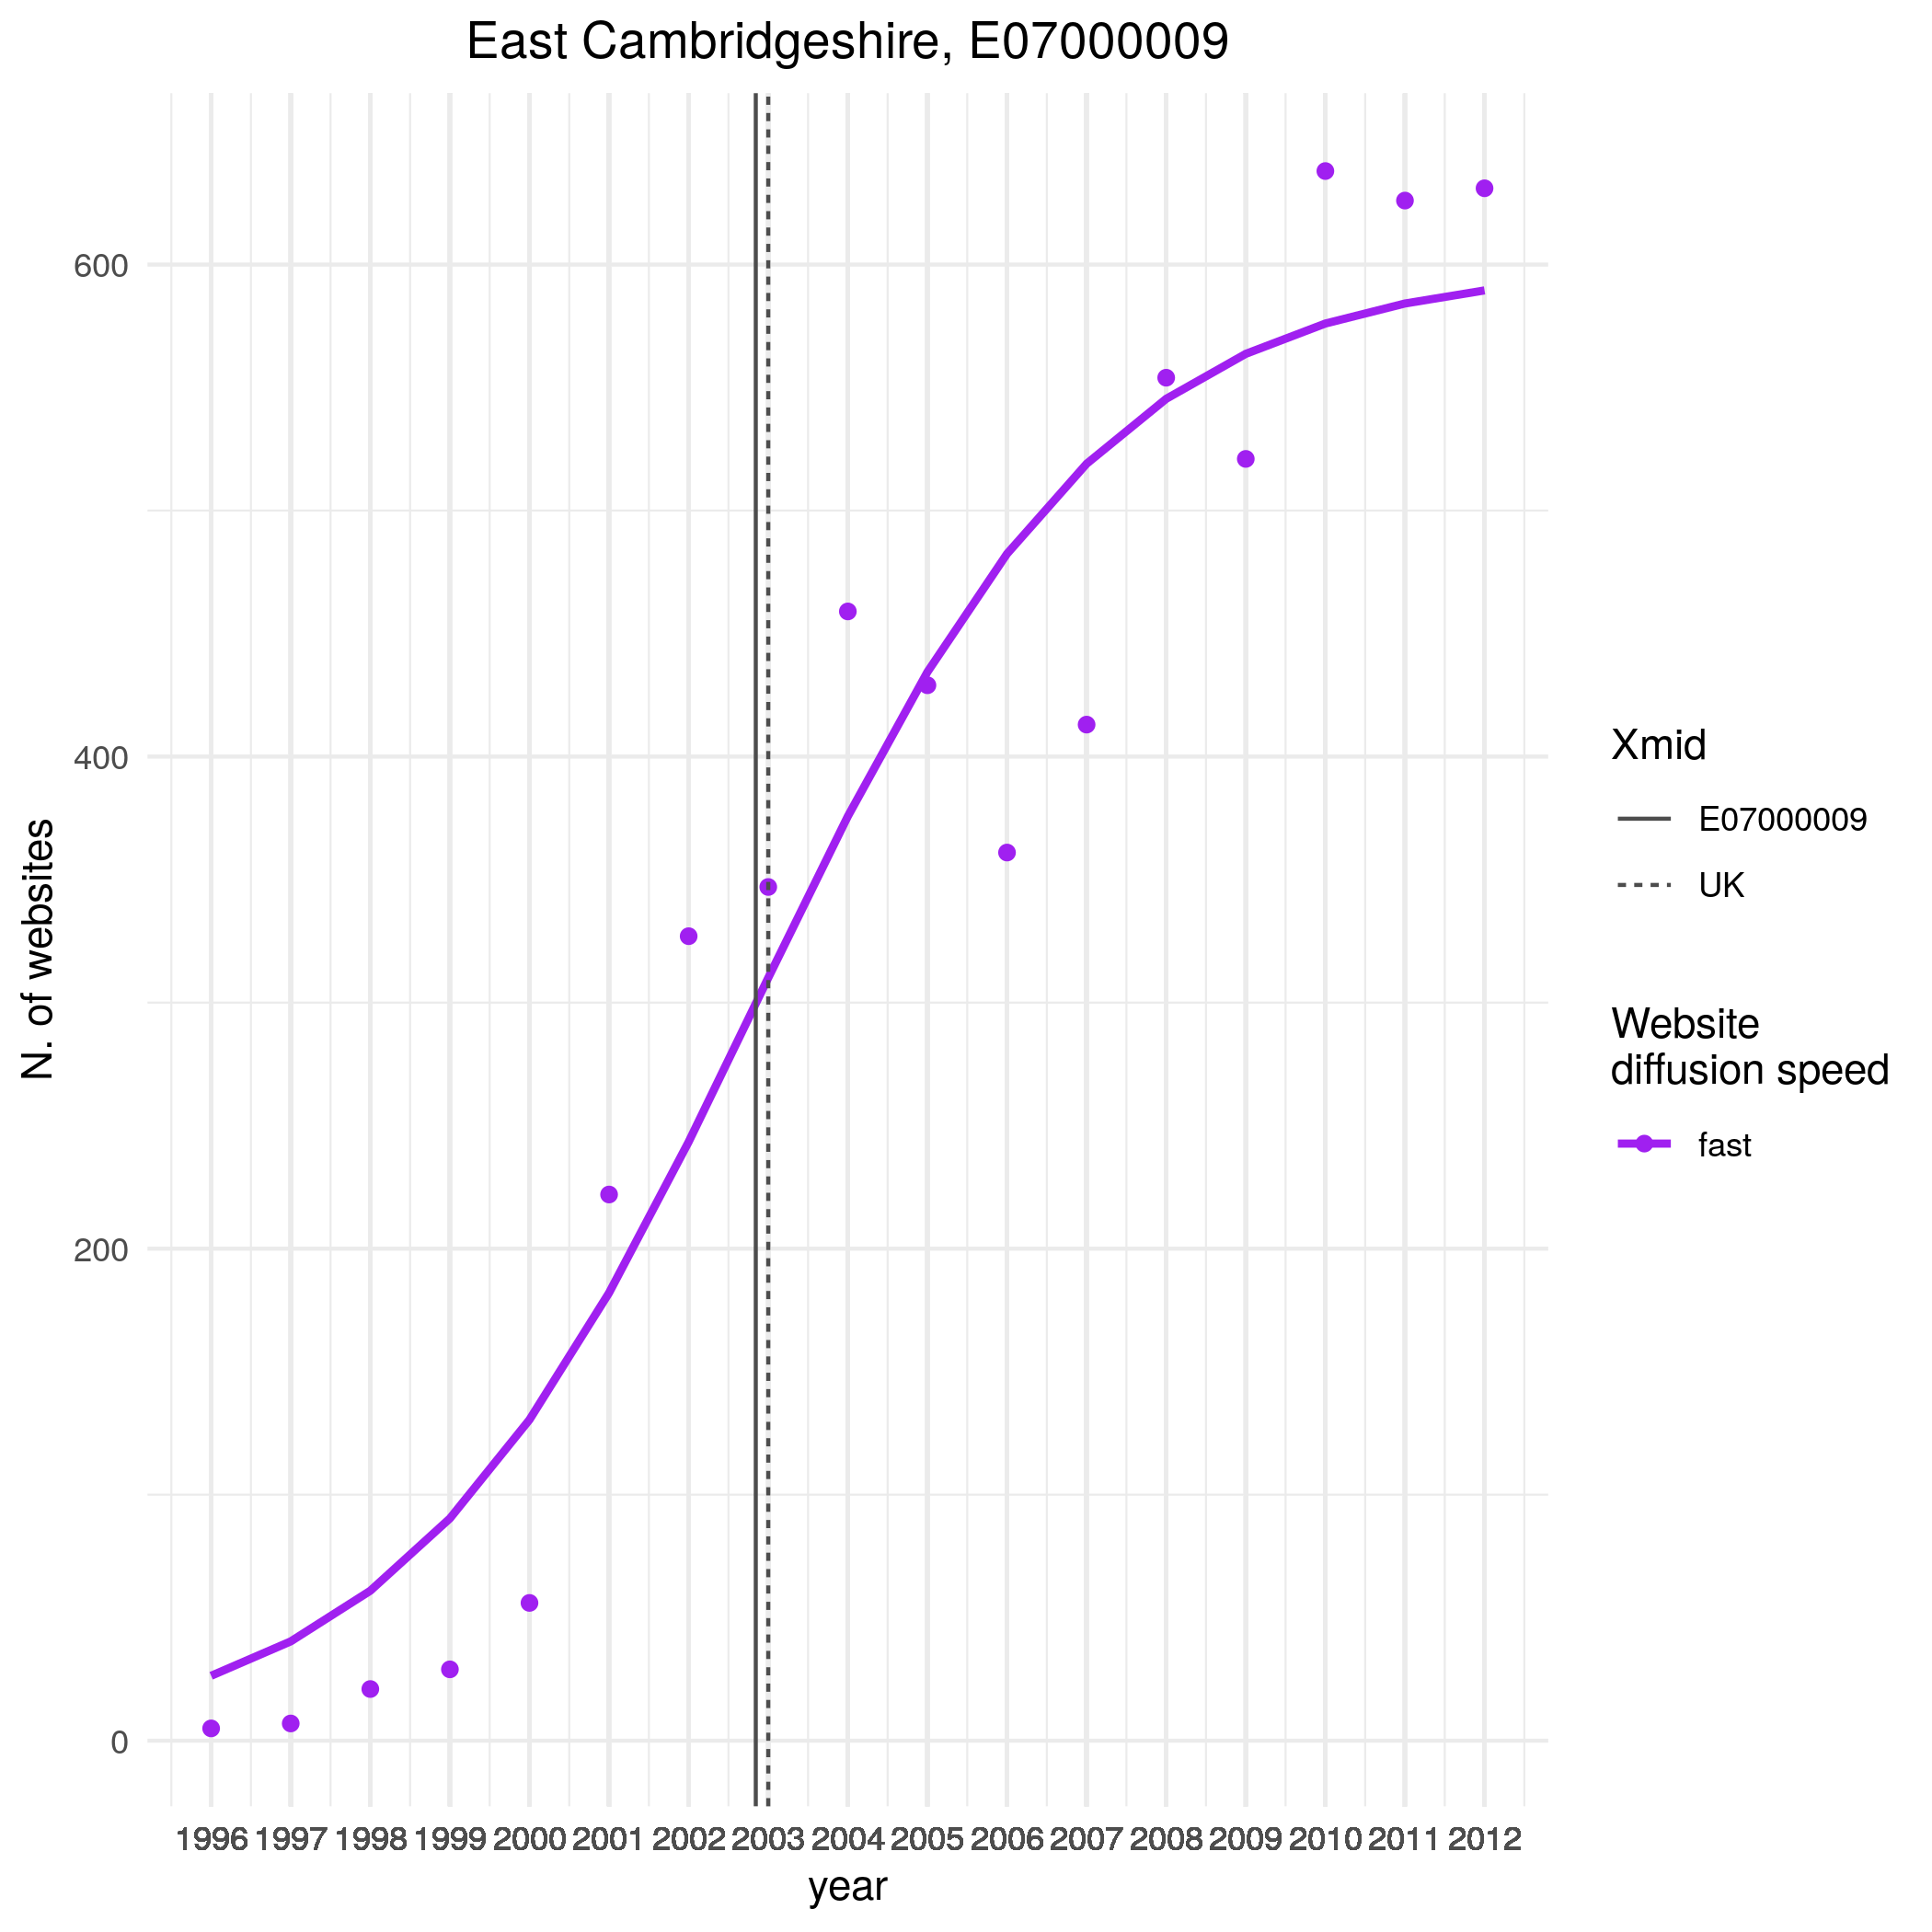 East Cambridgeshire, E07000009
N. of websites
600
400
200
0
1996 1997 1998 1999 2000 2001 2002 2003 2004 2005 2006 2007 2008 2009 2010 2011 2012
year
Xmid
E07000009
UK
Website
diffusion speed
fast